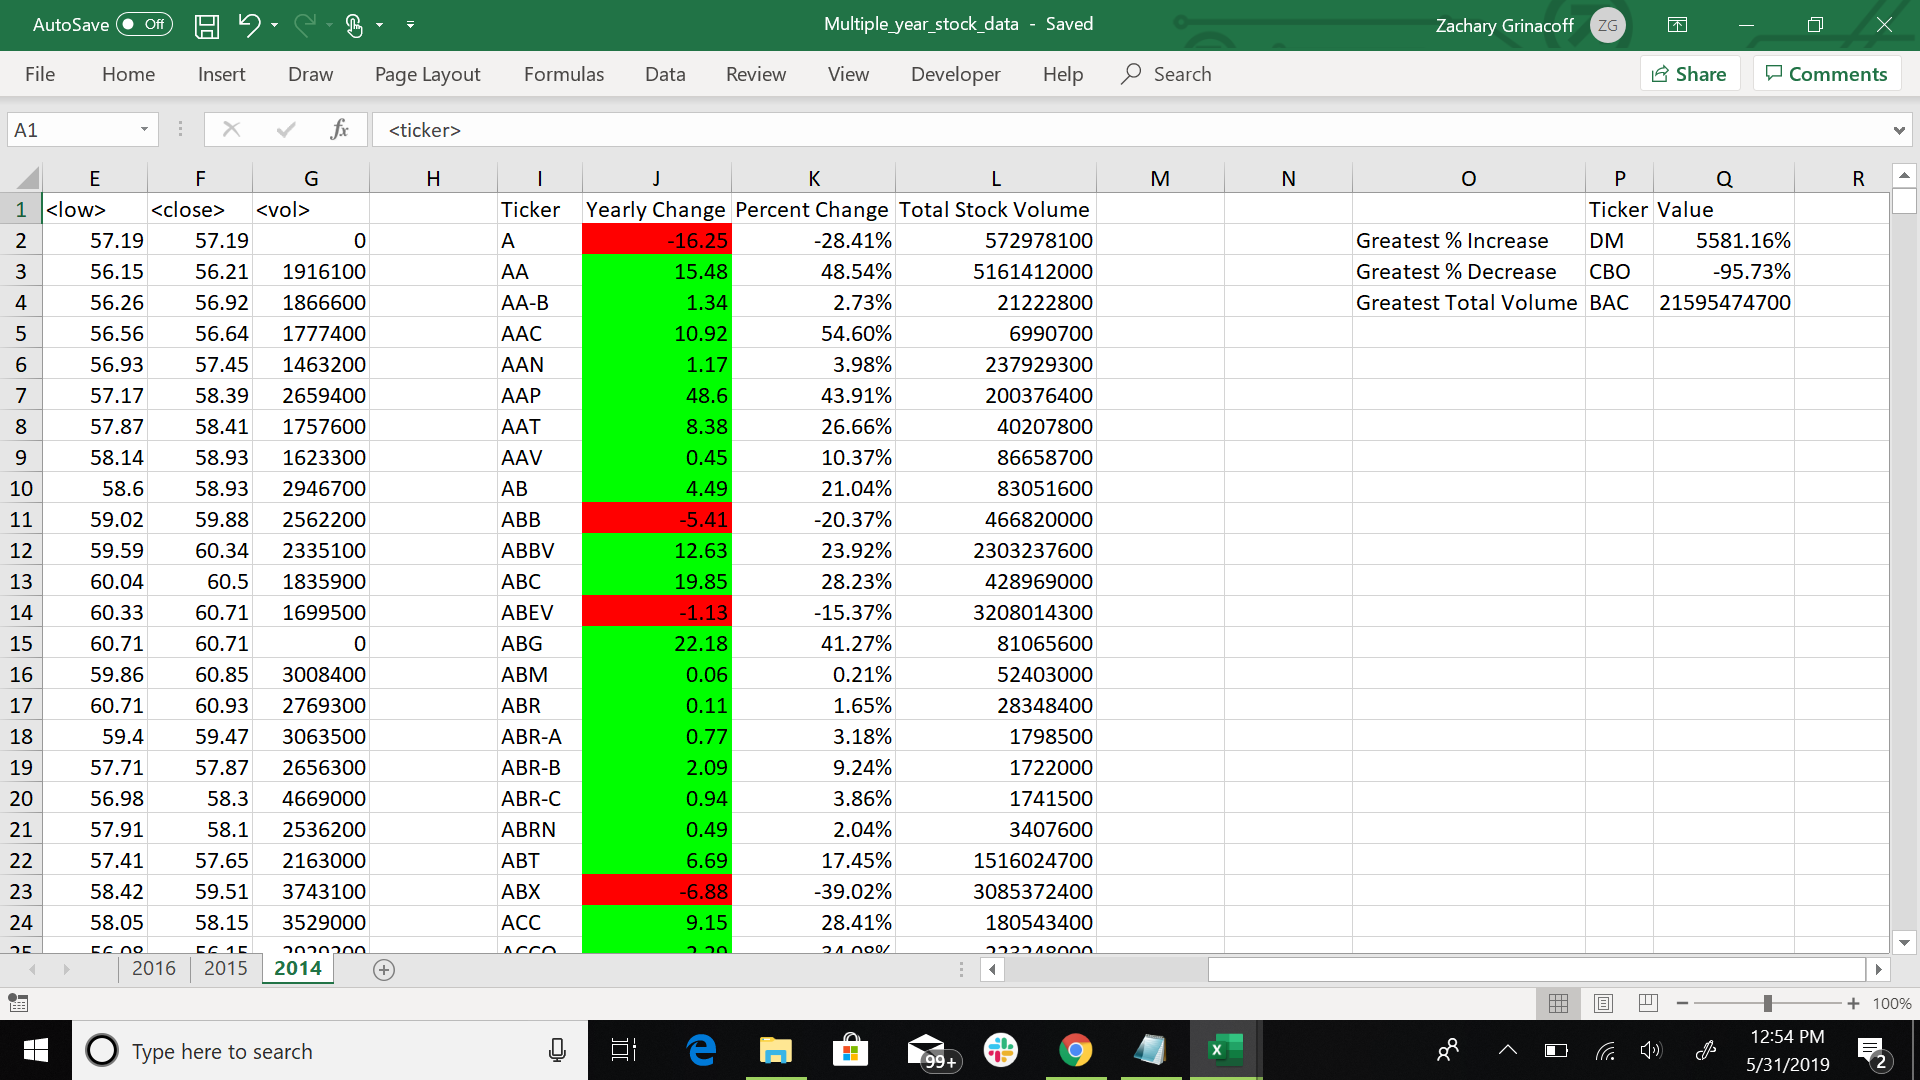 AutoSave Off
Multiple_year_stock_data - Saved
Zachary Grinacoff ZG
File Home Insert Draw Page Layout Formulas Data Review View Developer Help Search Share Comments
A1 fx <ticker>
E F G H I J K L M N O P Q R
1 <low> <close> <vol> Ticker Yearly Change Percent Change Total Stock Volume Ticker Value
2 57.19 57.19 0 A -16.25 -28.41% 572978100 Greatest % Increase DM 5581.16%
3 56.15 56.21 1916100 AA 15.48 48.54% 5161412000 Greatest % Decrease CBO -95.73%
4 56.26 56.92 1866600 AA-B 1.34 2.73% 21222800 Greatest Total Volume BAC 21595474700
5 56.56 56.64 1777400 AAC 10.92 54.60% 6990700
6 56.93 57.45 1463200 AAN 1.17 3.98% 237929300
7 57.17 58.39 2659400 AAP 48.6 43.91% 200376400
8 57.87 58.41 1757600 AAT 8.38 26.66% 40207800
9 58.14 58.93 1623300 AAV 0.45 10.37% 86658700
10 58.6 58.93 2946700 AB 4.49 21.04% 83051600
11 59.02 59.88 2562200 ABB -5.41 -20.37% 466820000
12 59.59 60.34 2335100 ABBV 12.63 23.92% 2303237600
13 60.04 60.5 1835900 ABC 19.85 28.23% 428969000
14 60.33 60.71 1699500 ABEV -1.13 -15.37% 3208014300
15 60.71 60.71 0 ABG 22.18 41.27% 81065600
16 59.86 60.85 3008400 ABM 0.06 0.21% 52403000
17 60.71 60.93 2769300 ABR 0.11 1.65% 28348400
18 59.4 59.47 3063500 ABR-A 0.77 3.18% 1798500
19 57.71 57.87 2656300 ABR-B 2.09 9.24% 1722000
20 56.98 58.3 4669000 ABR-C 0.94 3.86% 1741500
21 57.91 58.1 2536200 ABRN 0.49 2.04% 3407600
22 57.41 57.65 2163000 ABT 6.69 17.45% 1516024700
23 58.42 59.51 3743100 ABX -6.88 -39.02% 3085372400
24 58.05 58.15 3529000 ACC 9.15 28.41% 180543400
2016 2015 2014
100%
Type here to search
99+
12:54 PM
5/31/2019
2